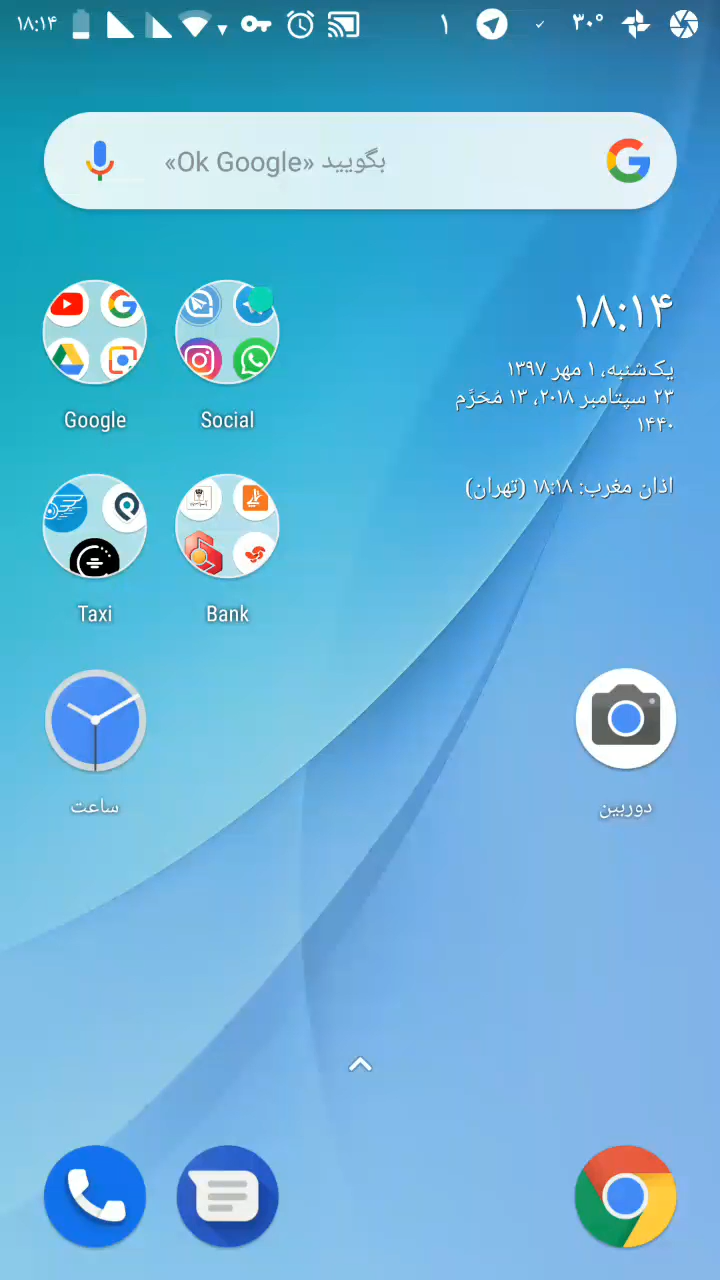 ۱۸:۱۴
۱
۳۰°
«Ok Google» بگویید
Google
Social
۱۸:۱۴
یک‌شنبه، ۱ مهر ۱۳۹۷
۲۳ سپتامبر ۲۰۱۸، ۱۳ مُحَرَّم
۱۴۴۰
اذان مغرب: ۱۸:۱۸ (تهران)
Taxi
Bank
ساعت
دوربین